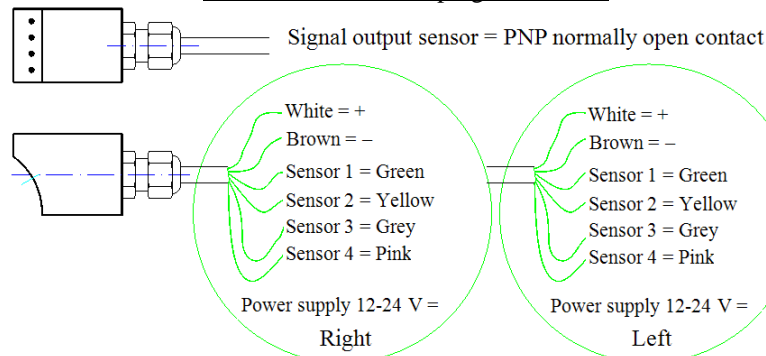 Signal output sensor = PNP normally open contact
White = +
Brown = –
Sensor 1 = Green
Sensor 2 = Yellow
Sensor 3 = Grey
Sensor 4 = Pink
Power supply 12-24 V =
Right
White = +
Brown = –
Sensor 1 = Green
Sensor 2 = Yellow
Sensor 3 = Grey
Sensor 4 = Pink
Power supply 12-24 V =
Left